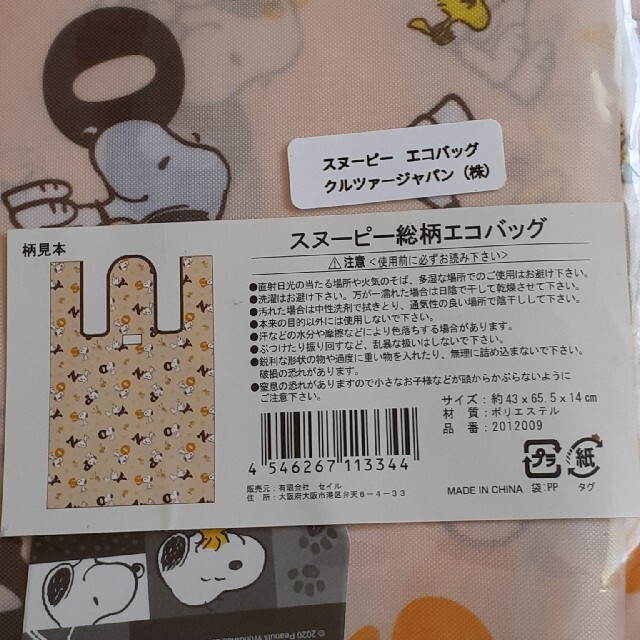 スヌーピー エコバッグ
クルツァージャパン（株）
柄見本
スヌーピー総柄エコバッグ
⚠注意<使用前に必ずお読み下さい>
●直射日光の当たる場所や火気のそば、多湿な場所でのご使用はお避け下さい。
●洗濯はお避け下さい。万が一濡れた場合は日陰で干して乾燥させて下さい。
●汚れた場合は中性洗剤で拭きとり、通気性の良い場所で陰干しして下さい。
●本来の目的以外には使用しないで下さい。
●汗などの水分や摩擦などにより色落ちする場合があります。
●ぶつけたり振り回すなど、乱暴な扱いはしないで下さい。
●鋭利な形状の物や過度に重い物を入れたり、無理に詰め込まないで下さい。
破損の恐れがあります。
●窒息の恐れがありますので小さなお子様などが頭からかぶらないように
ご注意下さい。
サイズ：約43×65.5×14cm
材 質：ポリエステル
品 番：2012009
4 546267 113344
販売元：有限会社 セイル
住 所：大阪府大阪市港区弁天6-4-33
プラ
紙
MADE IN CHINA 袋:PP タグ
©2020 Peanuts Worldwide